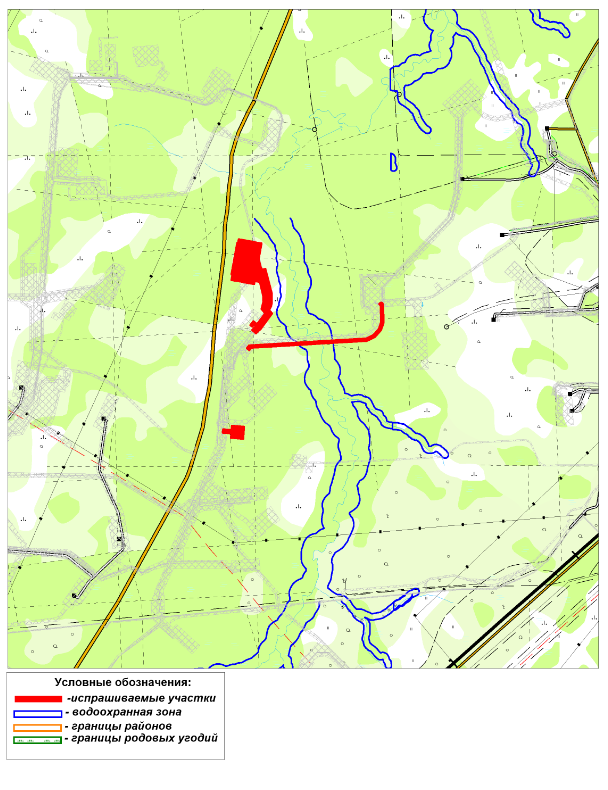 Условные обозначения:
-испрашиваемые участки
- водоохранная зона
- границы районов
- границы родовых угодий